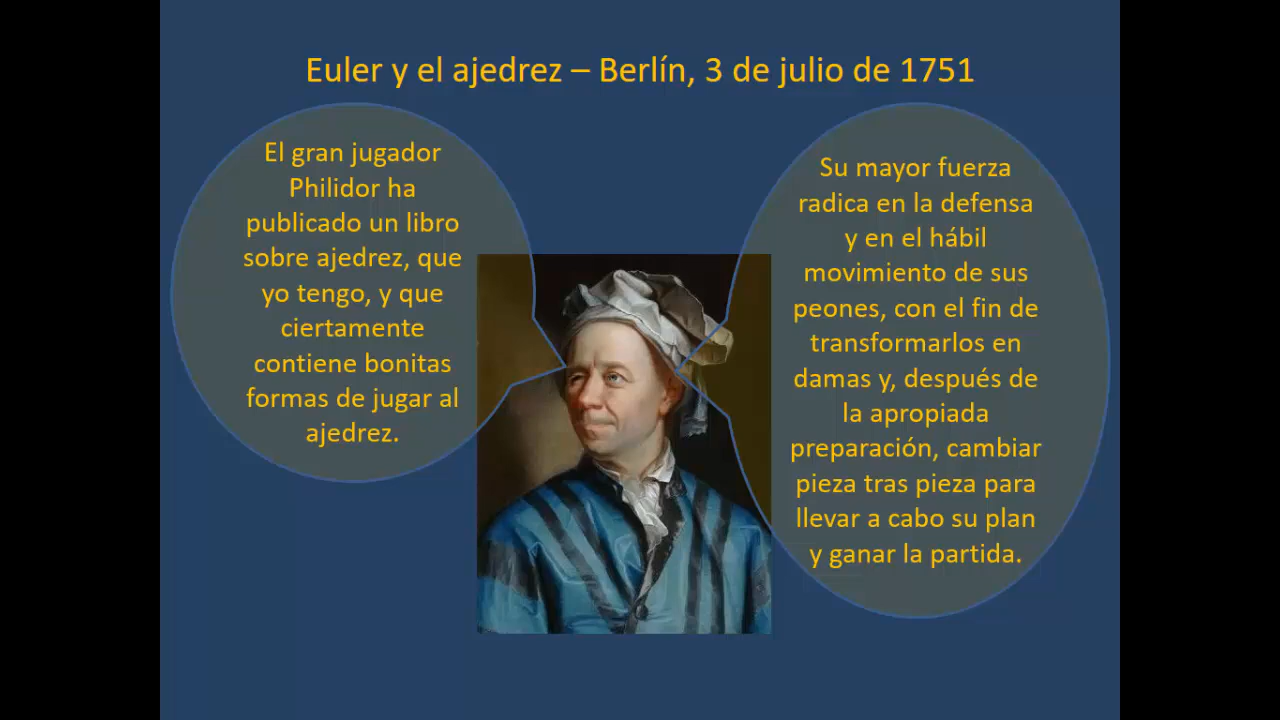 Euler y el ajedrez – Berlín, 3 de julio de 1751
El gran jugador
Philidor ha
publicado un libro
sobre ajedrez, que
yo tengo, y que
ciertamente
contiene bonitas
formas de jugar al
ajedrez.
Su mayor fuerza
radica en la defensa
y en el hábil
movimiento de sus
peones, con el fin de
transformarlos en
damas y, después de
la apropiada
preparación, cambiar
pieza tras pieza para
llevar a cabo su plan
y ganar la partida.